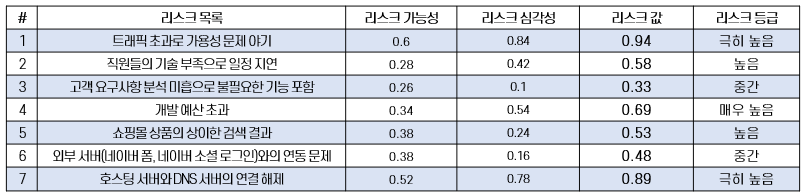 # 리스크 목록 리스크 가능성 리스크 심각성 리스크 값 리스크 등급
1 트래픽 초과로 가용성 문제 야기 0.6 0.84 0.94 극히 높음
2 직원들의 기술 부족으로 일정 지연 0.28 0.42 0.58 높음
3 고객 요구사항 분석 미흡으로 불필요한 기능 포함 0.26 0.1 0.33 중간
4 개발 예산 초과 0.34 0.54 0.69 매우 높음
5 쇼핑몰 상품의 상이한 검색 결과 0.38 0.24 0.53 높음
6 외부 서버(네이버 폼, 네이버 소셜 로그인)와의 연동 문제 0.38 0.16 0.48 중간
7 호스팅 서버와 DNS 서버의 연결 해제 0.52 0.78 0.89 극히 높음